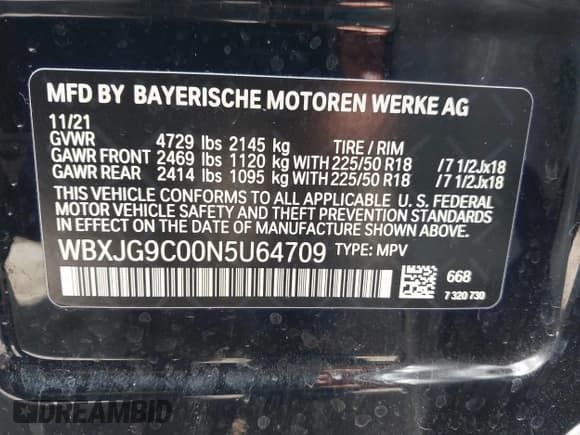 MFD BY BAYERISCHE MOTOREN WERKE AG
11/21
GVWR 4729 lbs 2145 kg TIRE / RIM
GAWR FRONT 2469 lbs 1120 kg WITH 225/50 R18 /7 1/2Jx18
GAWR REAR 2414 lbs 1095 kg WITH 225/50 R18 /7 1/2Jx18
THIS VEHICLE CONFORMS TO ALL APPLICABLE U. S. FEDERAL
MOTOR VEHICLE SAFETY AND THEFT PREVENTION STANDARDS
IN EFFECT ON THE DATE OF MANUFACTURE SHOWN ABOVE.
WBXJG9C00N5U64709 TYPE: MPV
668
7 320 730
DREAMBID